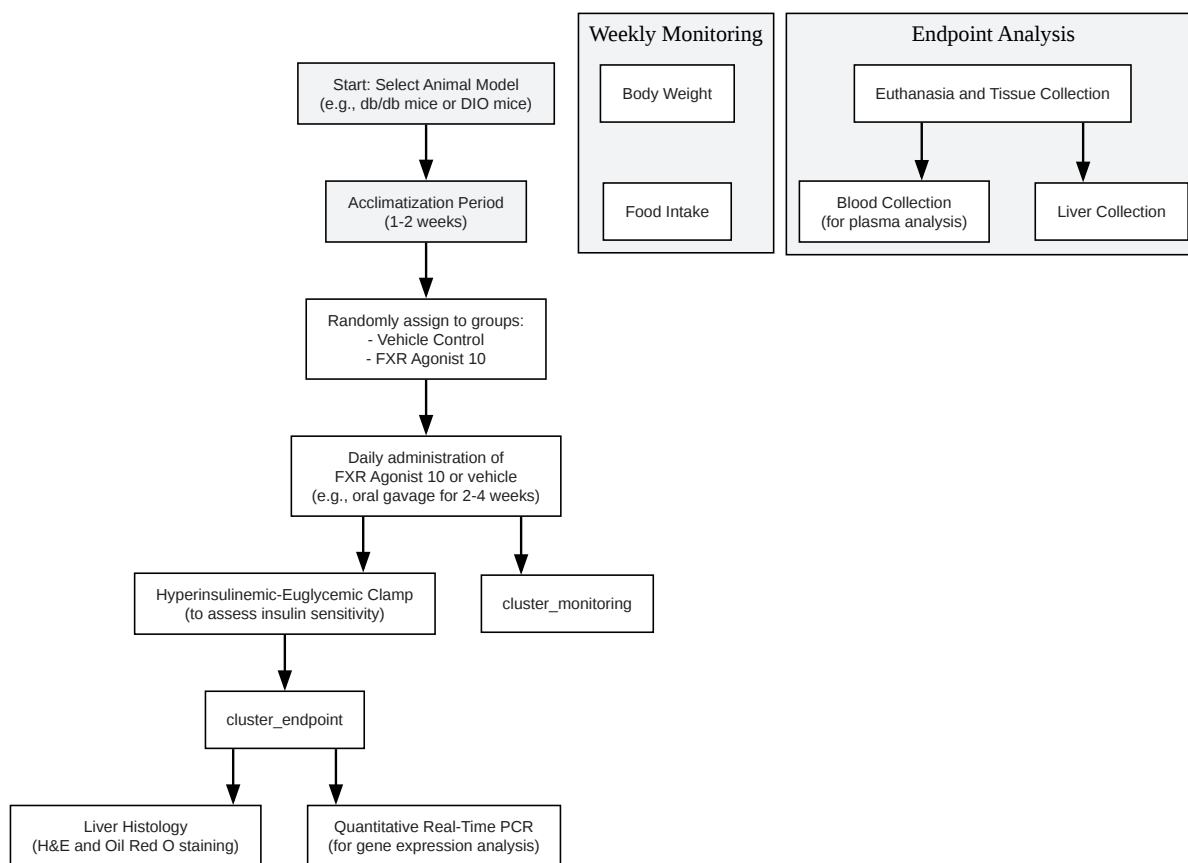 Weekly Monitoring
Body Weight
Food Intake
Endpoint Analysis
Euthanasia and Tissue Collection
Blood Collection
(for plasma analysis)
Liver Collection
Start: Select Animal Model
(e.g., db/db mice or DIO mice)
Acclimatization Period
(1-2 weeks)
Randomly assign to groups:
- Vehicle Control
- FXR Agonist 10
Daily administration of
FXR Agonist 10 or vehicle
(e.g., oral gavage for 2-4 weeks)
Hyperinsulinemic-Euglycemic Clamp
(to assess insulin sensitivity)
cluster_monitoring
cluster_endpoint
Liver Histology
(H&E and Oil Red O staining)
Quantitative Real-Time PCR
(for gene expression analysis)